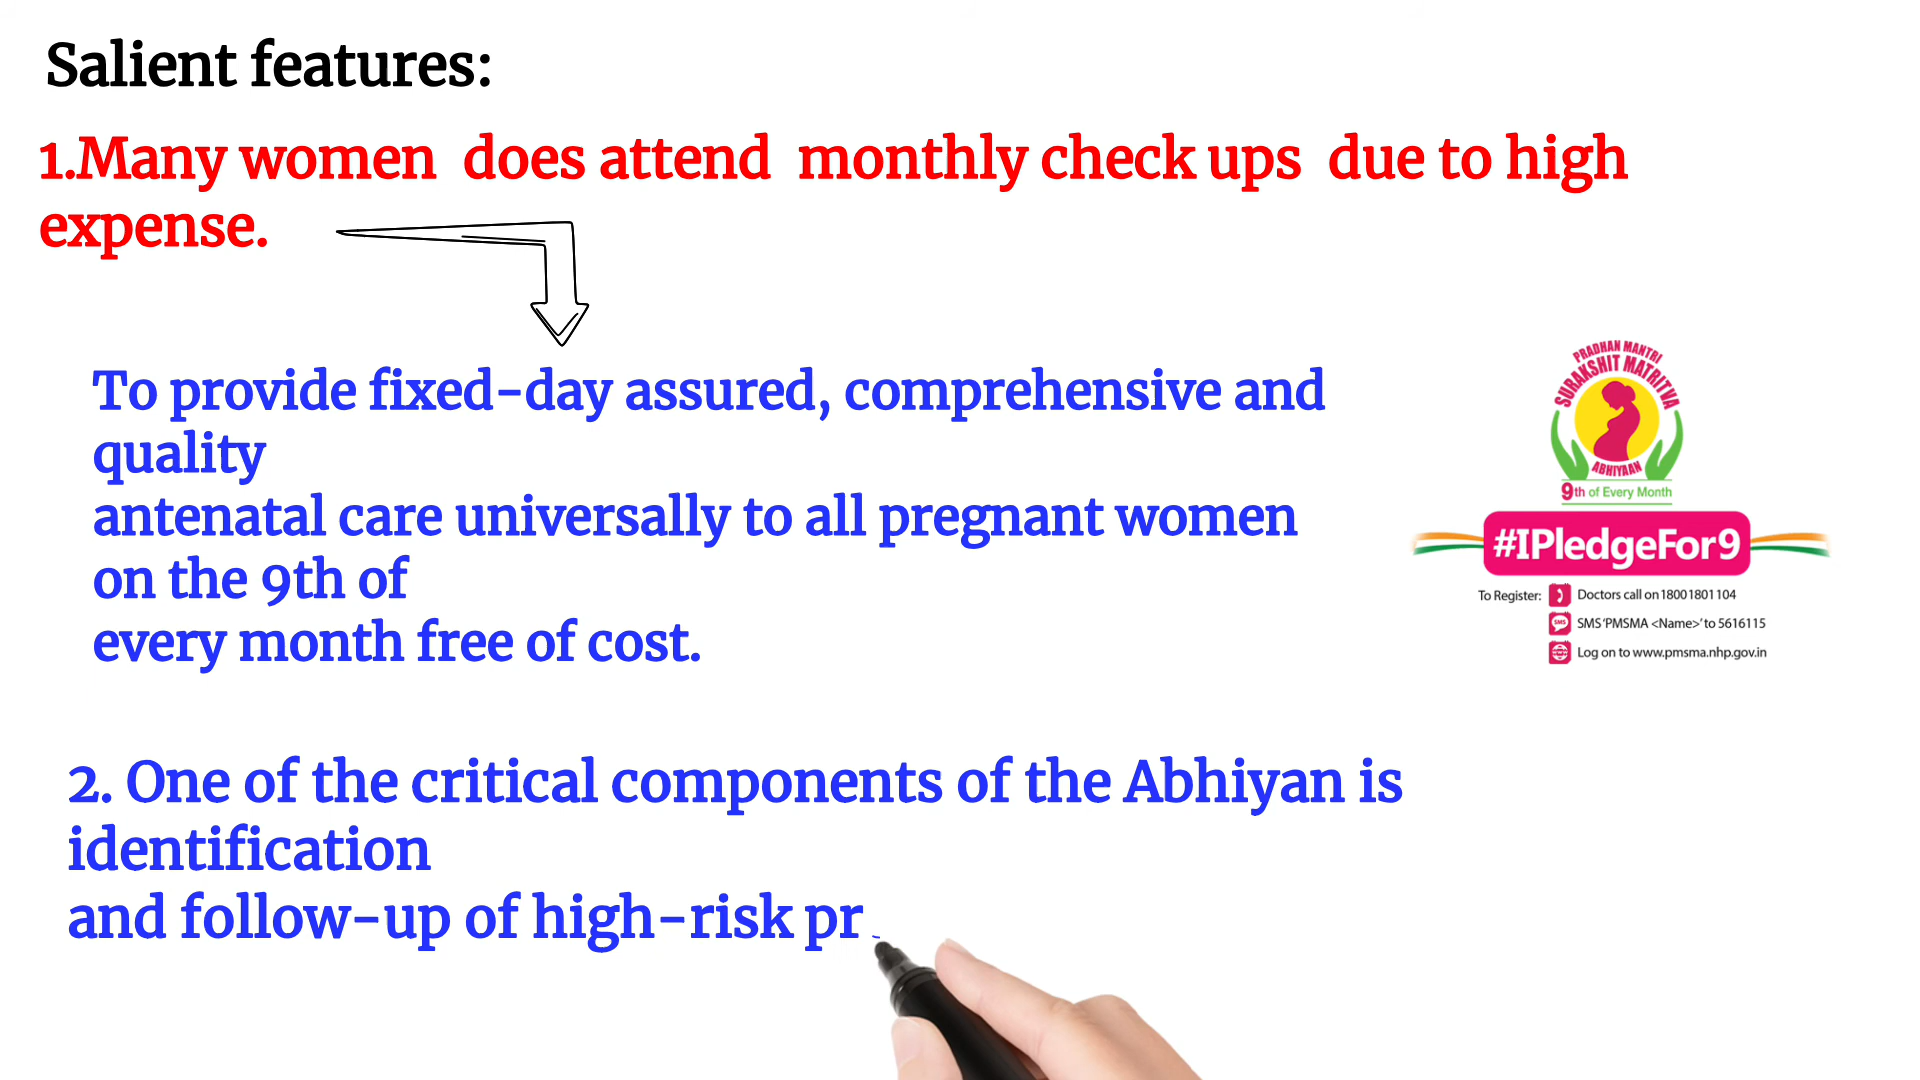 Salient features:
1.Many women does attend monthly check ups due to high
expense.
To provide fixed-day assured, comprehensive and
quality
antenatal care universally to all pregnant women
on the 9th of
every month free of cost.
PRADHAN MANTRI
SURAKSHIT MATRITVA
ABHIYAAN
9th of Every Month
#IPledgeFor9
To Register: Doctors call on 18001801104
SMS SMS 'PMSMA <Name>' to 5616115
www Log on to www.pmsma.nhp.gov.in
2. One of the critical components of the Abhiyan is
identification
and follow-up of high-risk pr